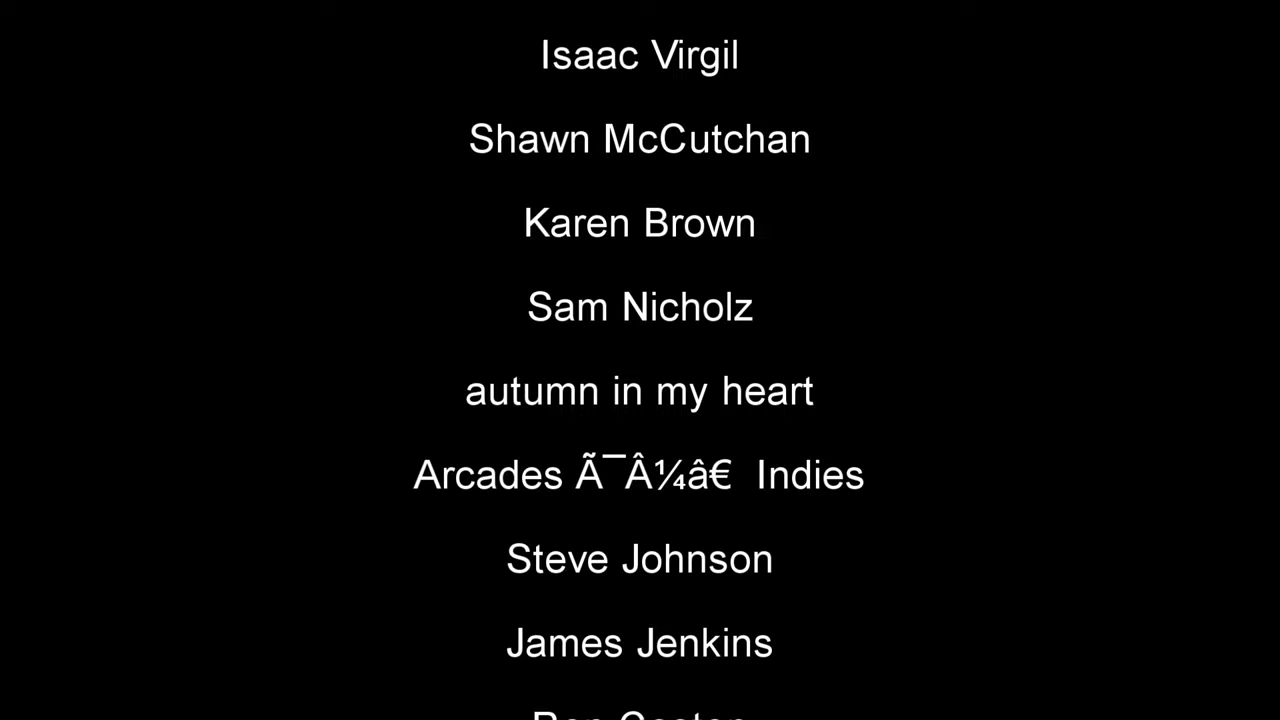 Isaac Virgil
Shawn McCutchan
Karen Brown
Sam Nicholz
autumn in my heart
Arcades Ã¯Â¼â€  Indies
Steve Johnson
James Jenkins